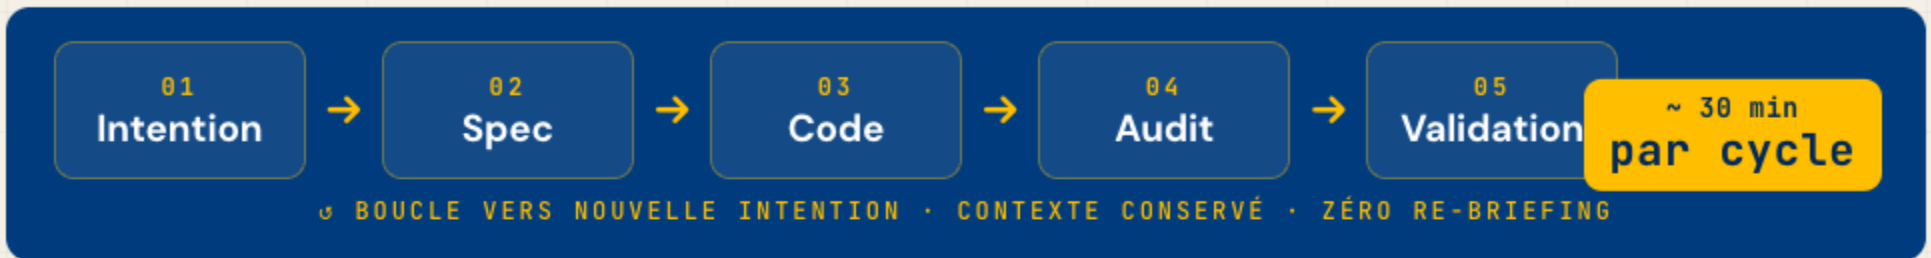 01
Intention
→
02
Spec
→
03
Code
→
04
Audit
→
05
Validation
~ 30 min
par cycle
↺ BOUCLE VERS NOUVELLE INTENTION · CONTEXTE CONSERVÉ · ZÉRO RE-BRIEFING